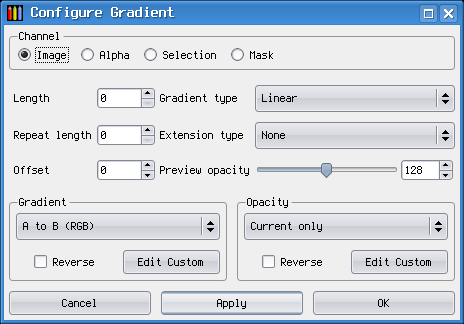 Configure Gradient
Channel
Image Alpha Selection Mask
Length 0 Gradient type Linear
Repeat length 0 Extension type None
Offset 0 Preview opacity 128
Gradient Opacity
A to B (RGB) Current only
Reverse Edit Custom Reverse Edit Custom
Cancel Apply OK